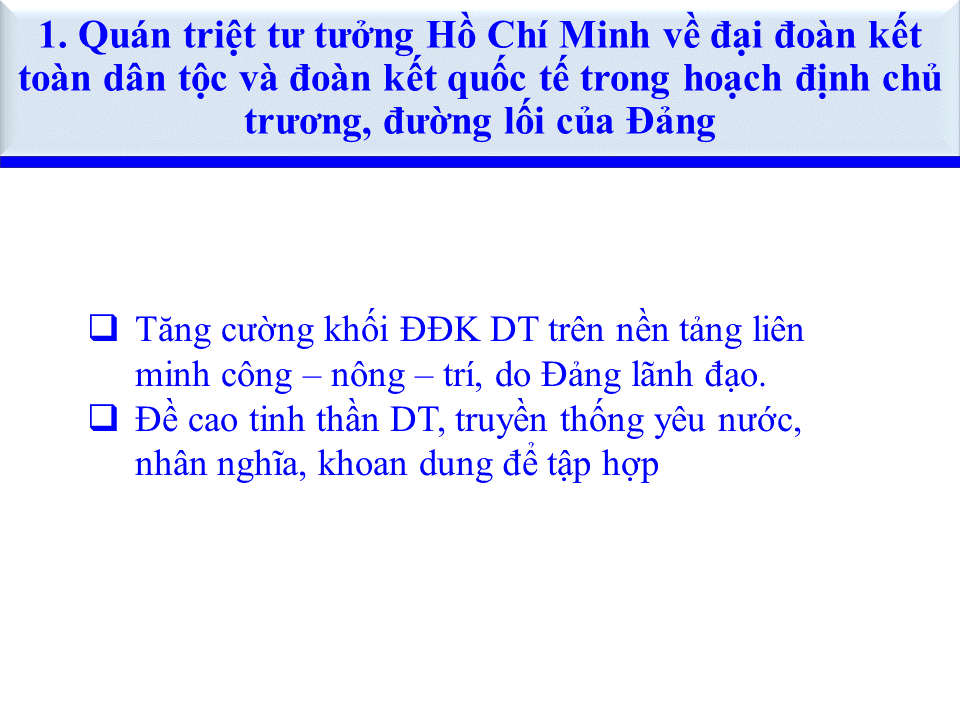 1. Quán triệt tư tưởng Hồ Chí Minh về đại đoàn kết
toàn dân tộc và đoàn kết quốc tế trong hoạch định chủ
trương, đường lối của Đảng
❑ Tăng cường khối ĐĐK DT trên nền tảng liên
minh công – nông – trí, do Đảng lãnh đạo.
❑ Đề cao tinh thần DT, truyền thống yêu nước,
nhân nghĩa, khoan dung để tập hợp